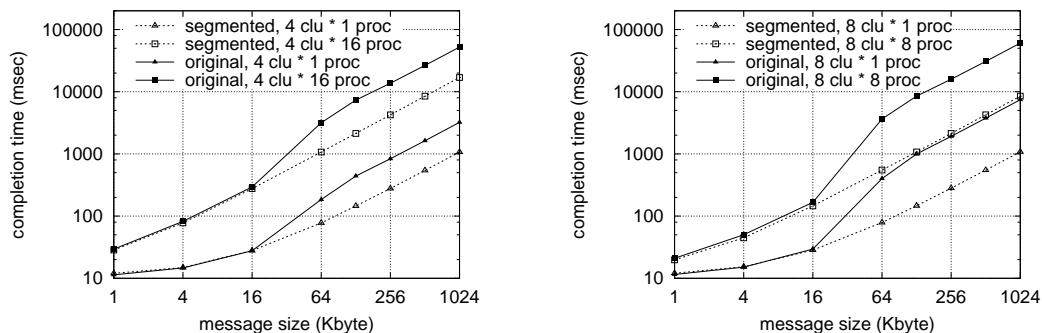 100000
10000
1000
100
10
completion time (msec)
segmented, 4 clu * 1 proc
segmented, 4 clu * 16 proc
original, 4 clu * 1 proc
original, 4 clu * 16 proc
1 4 16 64 256 1024
message size (Kbyte)
100000
10000
1000
100
10
completion time (msec)
segmented, 8 clu * 1 proc
segmented, 8 clu * 8 proc
original, 8 clu * 1 proc
original, 8 clu * 8 proc
1 4 16 64 256 1024
message size (Kbyte)